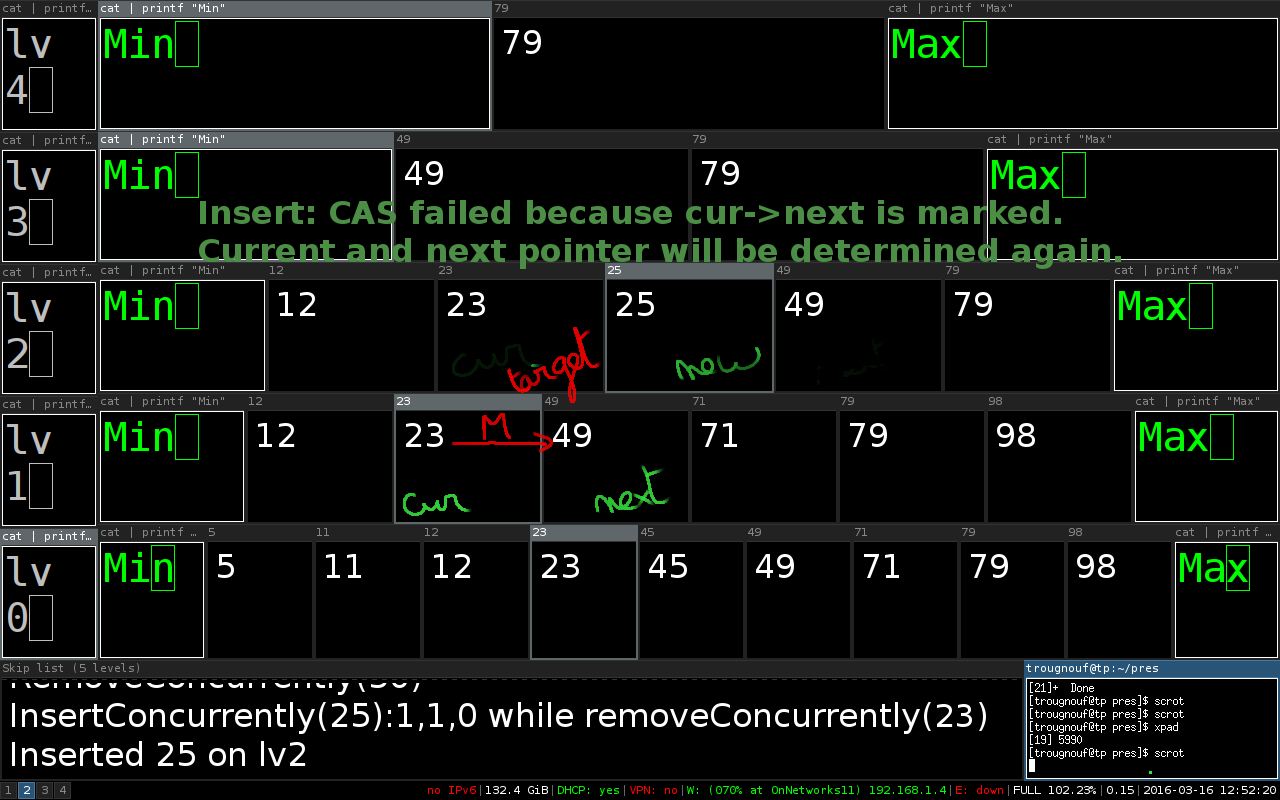 cat | printf… cat | printf "Min" 79 cat | printf "Max"
lv 4 Min 79 Max
cat | printf… cat | printf "Min" 49 79 cat | printf "Max"
lv 3 Min 49 79 Max
Insert: CAS failed because cur->next is marked.
Current and next pointer will be determined again.
cat | printf… cat | printf "Min" 12 23 25 49 79 cat | printf "Max"
lv 2 Min 12 23 25 49 79 Max
cur target new next
cat | printf… cat | printf "Min" 12 23 49 71 79 98 cat | printf "Max"
lv 1 Min 12 23 M 49 71 79 98 Max
cur next
cat | printf… cat | printf … 5 11 12 23 45 49 71 79 98 cat | printf …
lv 0 Min 5 11 12 23 45 49 71 79 98 Max
Skip list (5 levels)
InsertConcurrently(25):1,1,0 while removeConcurrently(23)
Inserted 25 on lv2
trougnouf@tp:~/pres
[21]+ Done
[trougnouf@tp pres]$ scrot
[trougnouf@tp pres]$ scrot
[trougnouf@tp pres]$ xpad
[19] 5990
[trougnouf@tp pres]$ scrot
1 2 3 4 no IPv6|132.4 GiB|DHCP: yes|VPN: no|W: (070% at OnNetworks11) 192.168.1.4|E: down|FULL 102.23%|0.15|2016-03-16 12:52:20